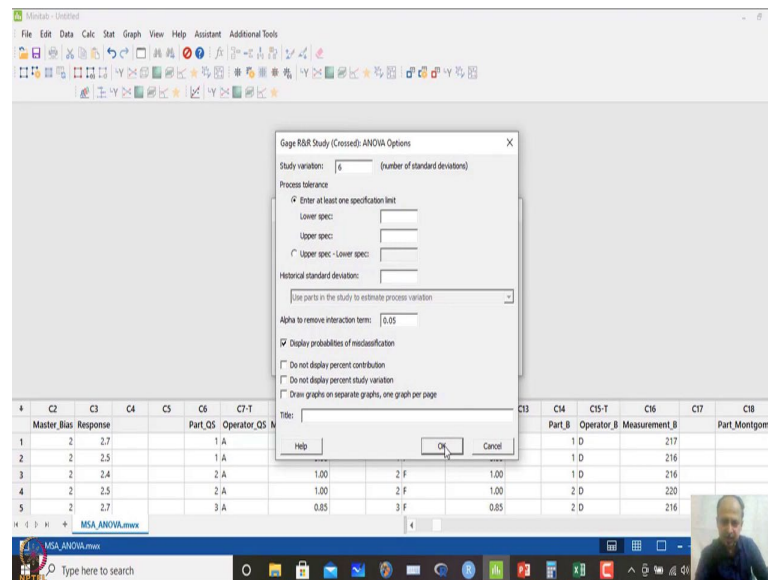 Minitab - Untitled
File Edit Data Calc Stat Graph View Help Assistant Additional Tools
Gage R&R Study (Crossed): ANOVA Options X
Study variation: 6 (number of standard deviations)
Process tolerance
Enter at least one specification limit
Lower spec:
Upper spec:
Upper spec - Lower spec:
Historical standard deviation:
Use parts in the study to estimate process variation
Alpha to remove interaction term: 0.05
Display probabilities of misclassification
Do not display percent contribution
Do not display percent study variation
Draw graphs on separate graphs, one graph per page
Title:
Help OK Cancel
C2 C3 C4 C5 C6 C7-T C13 C14 C15-T C16 C17 C18
Master_Bias Response Part_QS Operator_QS M Part_B Operator_B Measurement_B Part_Montgom
1 2 2.7 1 A 1 D 217
2 2 2.5 1 A 1 D 216
3 2 2.4 2 A 1.00 2 F 1.00 1 D 216
4 2 2.5 2 A 1.00 2 F 1.00 2 D 220
5 2 2.7 3 A 0.85 3 F 0.85 2 D 216
MSA_ANOVA.mwx
MSA_ANOVA.mwx
Type here to search
NPTEL